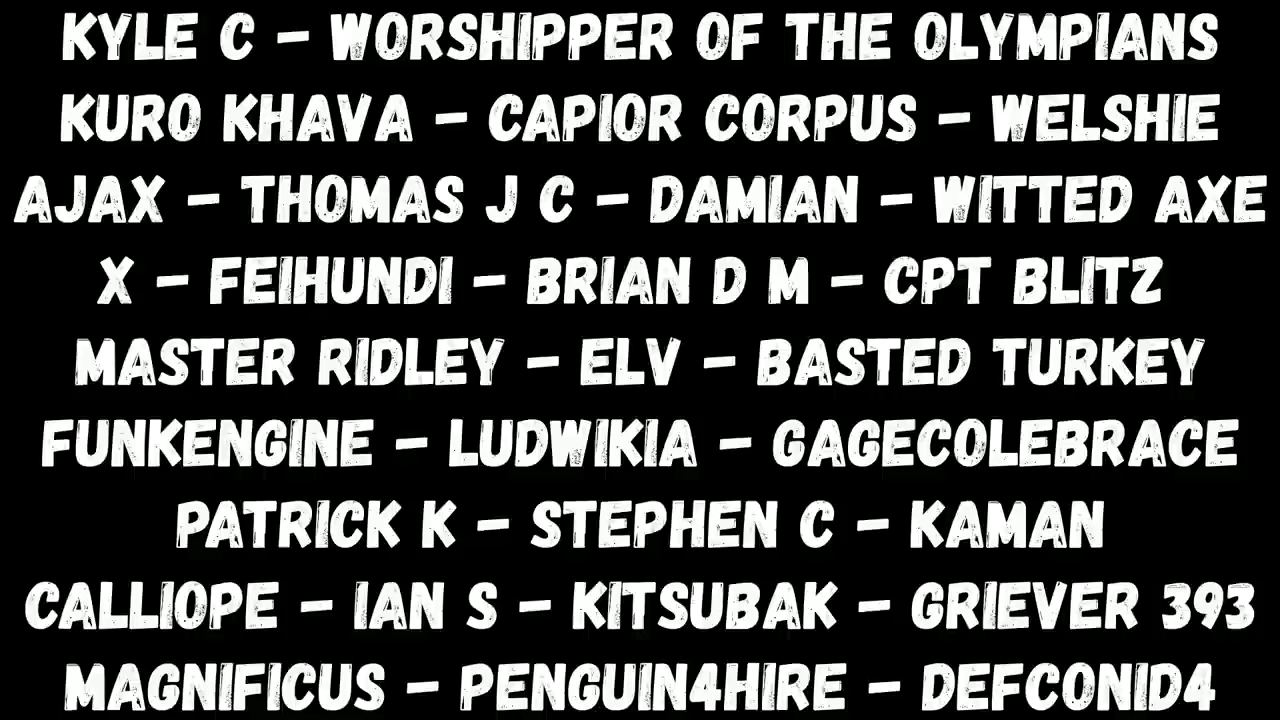 KYLE C - WORSHIPPER OF THE OLYMPIANS
KURO KHAVA - CAPIOR CORPUS - WELSHIE
AJAX - THOMAS J C - DAMIAN - WITTED AXE
X - FEIHUNDI - BRIAN D M - CPT BLITZ
MASTER RIDLEY - ELV - BASTED TURKEY
FUNKENGINE - LUDWIKIA - GAGECOLEBRACE
PATRICK K - STEPHEN C - KAMAN
CALLIOPE - IAN S - KITSUBAK - GRIEVER 393
MAGNIFICUS - PENGUIN4HIRE - DEFCONID4